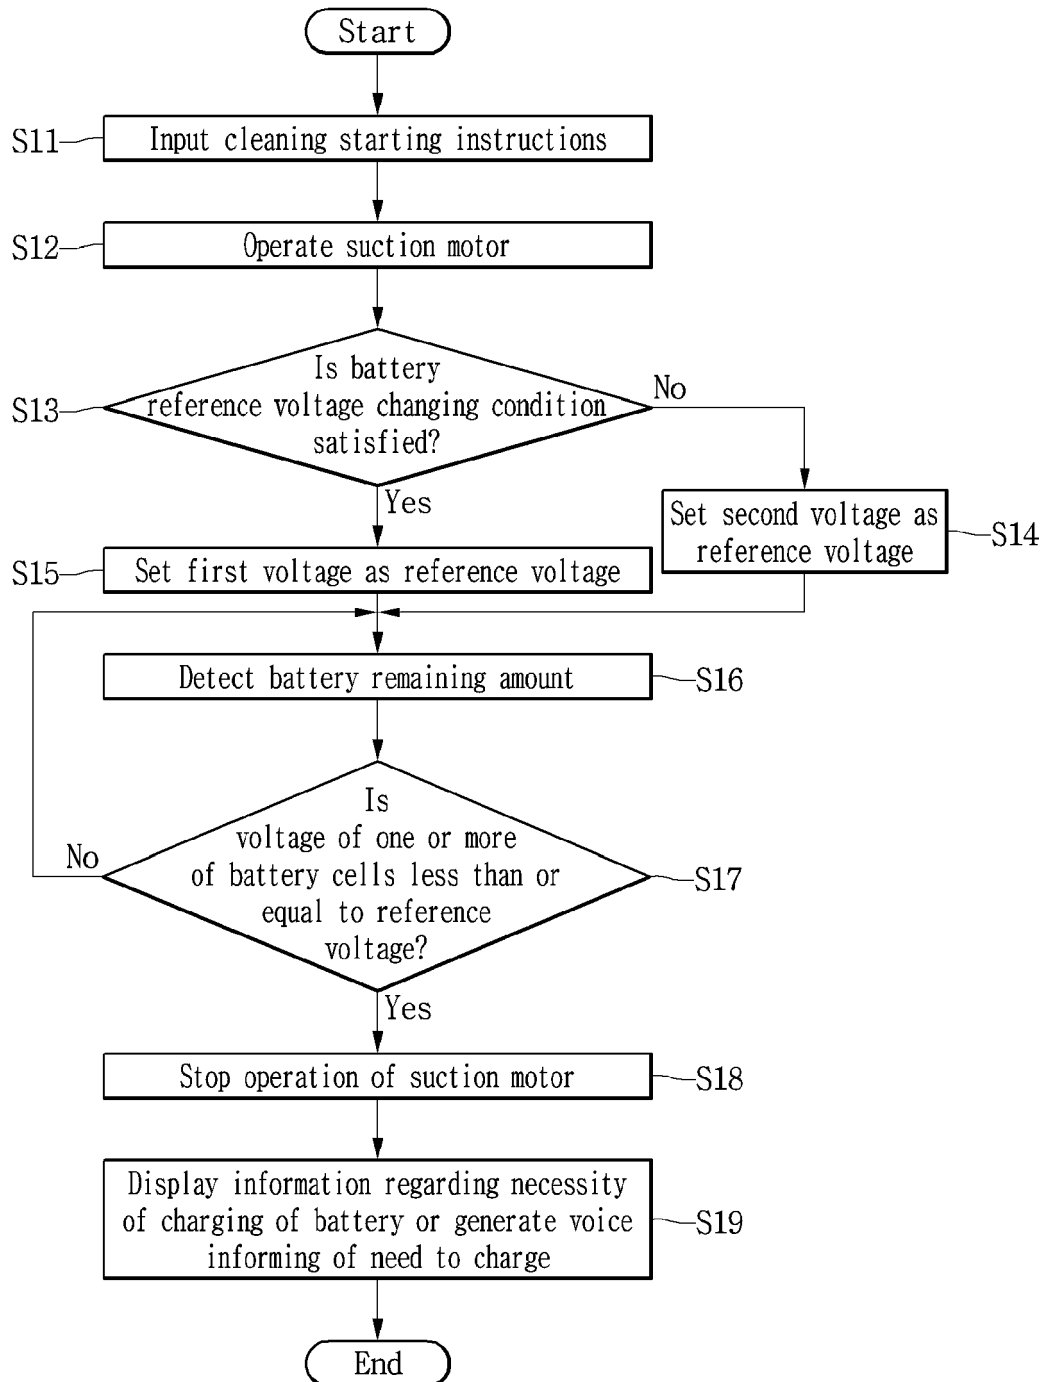 Start
S11
Input cleaning starting instructions
S12
Operate suction motor
S13
Is battery
reference voltage changing condition
satisfied?
No
Yes
Set second voltage as
reference voltage
S14
S15
Set first voltage as reference voltage
Detect battery remaining amount
S16
Is
voltage of one or more
of battery cells less than or
equal to reference
voltage?
No
S17
Yes
Stop operation of suction motor
S18
Display information regarding necessity
of charging of battery or generate voice
informing of need to charge
S19
End